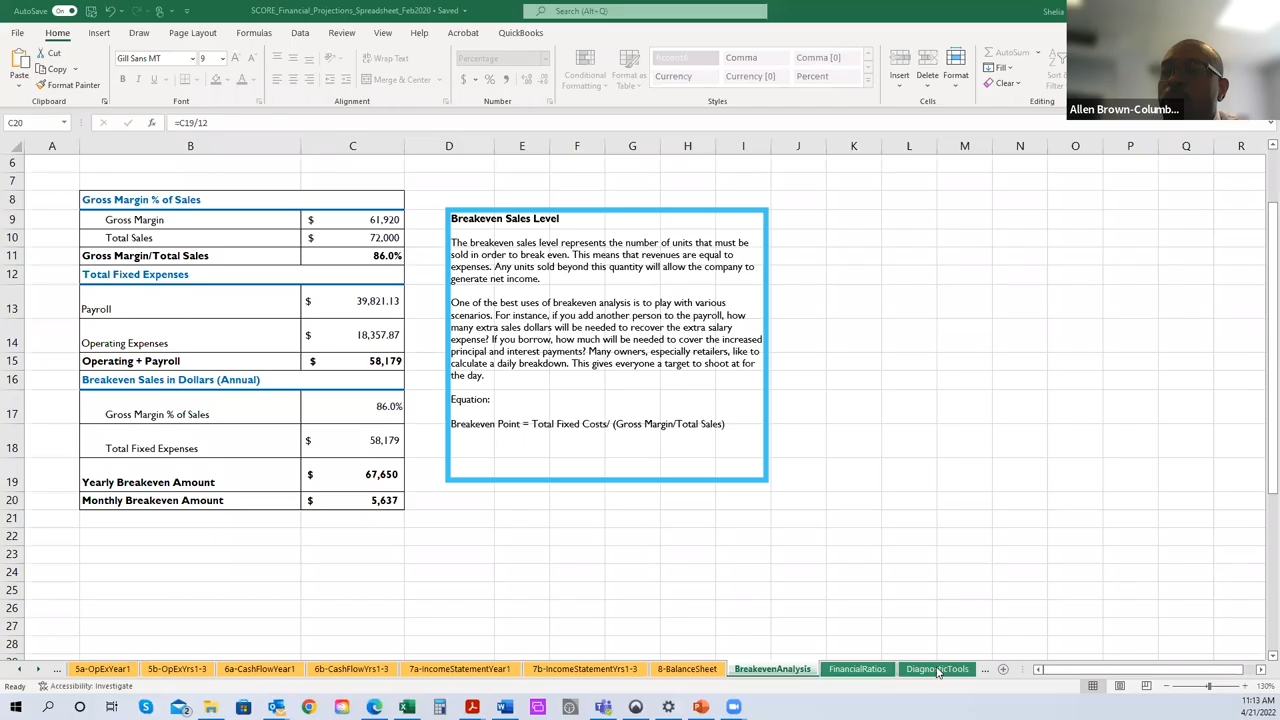 AutoSave On SCORE_Financial_Projections_Spreadsheet_Feb2020 • Saved Search (Alt+Q) Shelia
File Home Insert Draw Page Layout Formulas Data Review View Help Acrobat QuickBooks
Cut
Copy
Format Painter
Paste
Clipboard
Gill Sans MT 9
B I U
Font
Wrap Text
Merge & Center
Alignment
Percentage
$ % ,
Number
Conditional Formatting
Format as Table
Accent6 Comma Comma [0]
Currency Currency [0] Percent
Styles
Insert Delete Format
Cells
AutoSum
Fill
Clear
Sort &
Filter
Editing
Allen Brown-Columb...
C20 fx =C19/12
A B C D E F G H I J K L M N O P Q R
6
7
8 Gross Margin % of Sales
9 Gross Margin $ 61,920
10 Total Sales $ 72,000
11 Gross Margin/Total Sales 86.0%
12 Total Fixed Expenses
13 Payroll $ 39,821.13
14 Operating Expenses $ 18,357.87
15 Operating + Payroll $ 58,179
16 Breakeven Sales in Dollars (Annual)
17 Gross Margin % of Sales 86.0%
18 Total Fixed Expenses $ 58,179
19 Yearly Breakeven Amount $ 67,650
20 Monthly Breakeven Amount $ 5,637
21
22
23
24
25
26
27
28
Breakeven Sales Level
The breakeven sales level represents the number of units that must be
sold in order to break even. This means that revenues are equal to
expenses. Any units sold beyond this quantity will allow the company to
generate net income.
One of the best uses of breakeven analysis is to play with various
scenarios. For instance, if you add another person to the payroll, how
many extra sales dollars will be needed to recover the extra salary
expense? If you borrow, how much will be needed to cover the increased
principal and interest payments? Many owners, especially retailers, like to
calculate a daily breakdown. This gives everyone a target to shoot at for
the day.
Equation:
Breakeven Point = Total Fixed Costs/ (Gross Margin/Total Sales)
... 5a-OpExYear1 5b-OpExYrs1-3 6a-CashFlowYear1 6b-CashFlowYrs1-3 7a-IncomeStatementYear1 7b-IncomeStatementYrs1-3 8-BalanceSheet BreakevenAnalysis FinancialRatios DiagnosticTools ...
Ready Accessibility: Investigate 130%
11:13 AM
4/21/2022